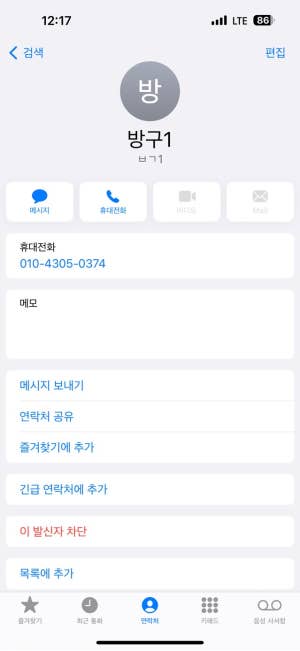 12:17
LTE
86
검색
편집
방
방구1
ㅂㄱ1
메시지
휴대전화
비디오
Mail
휴대전화
010-4305-0374
메모
메시지 보내기
연락처 공유
즐겨찾기에 추가
긴급 연락처에 추가
이 발신자 차단
목록에 추가
즐겨찾기
최근 통화
연락처
키패드
음성 사서함